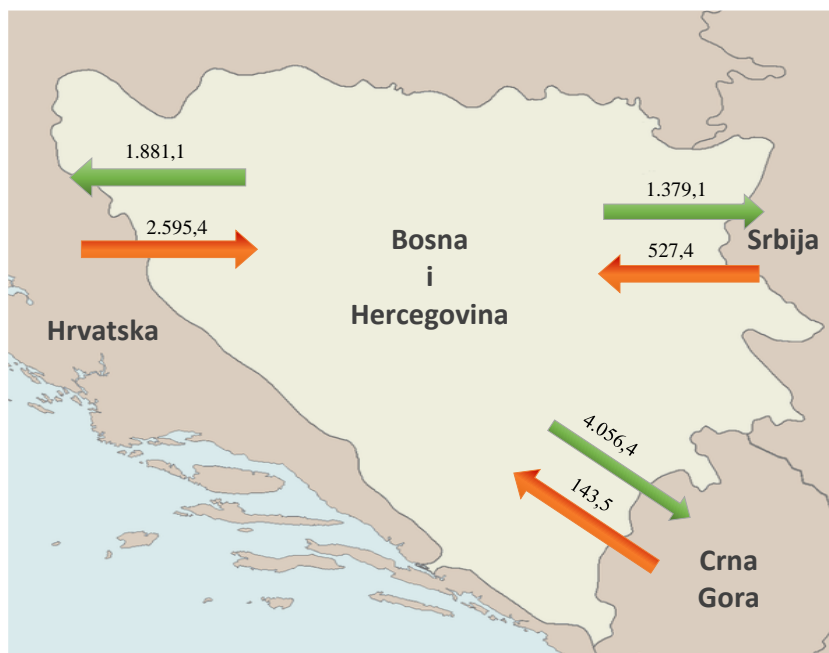 1.881,1
2.595,4
Hrvatska
Bosna
i
Hercegovina
1.379,1
Srbija
527,4
4.056,4
143,5
Crna
Gora